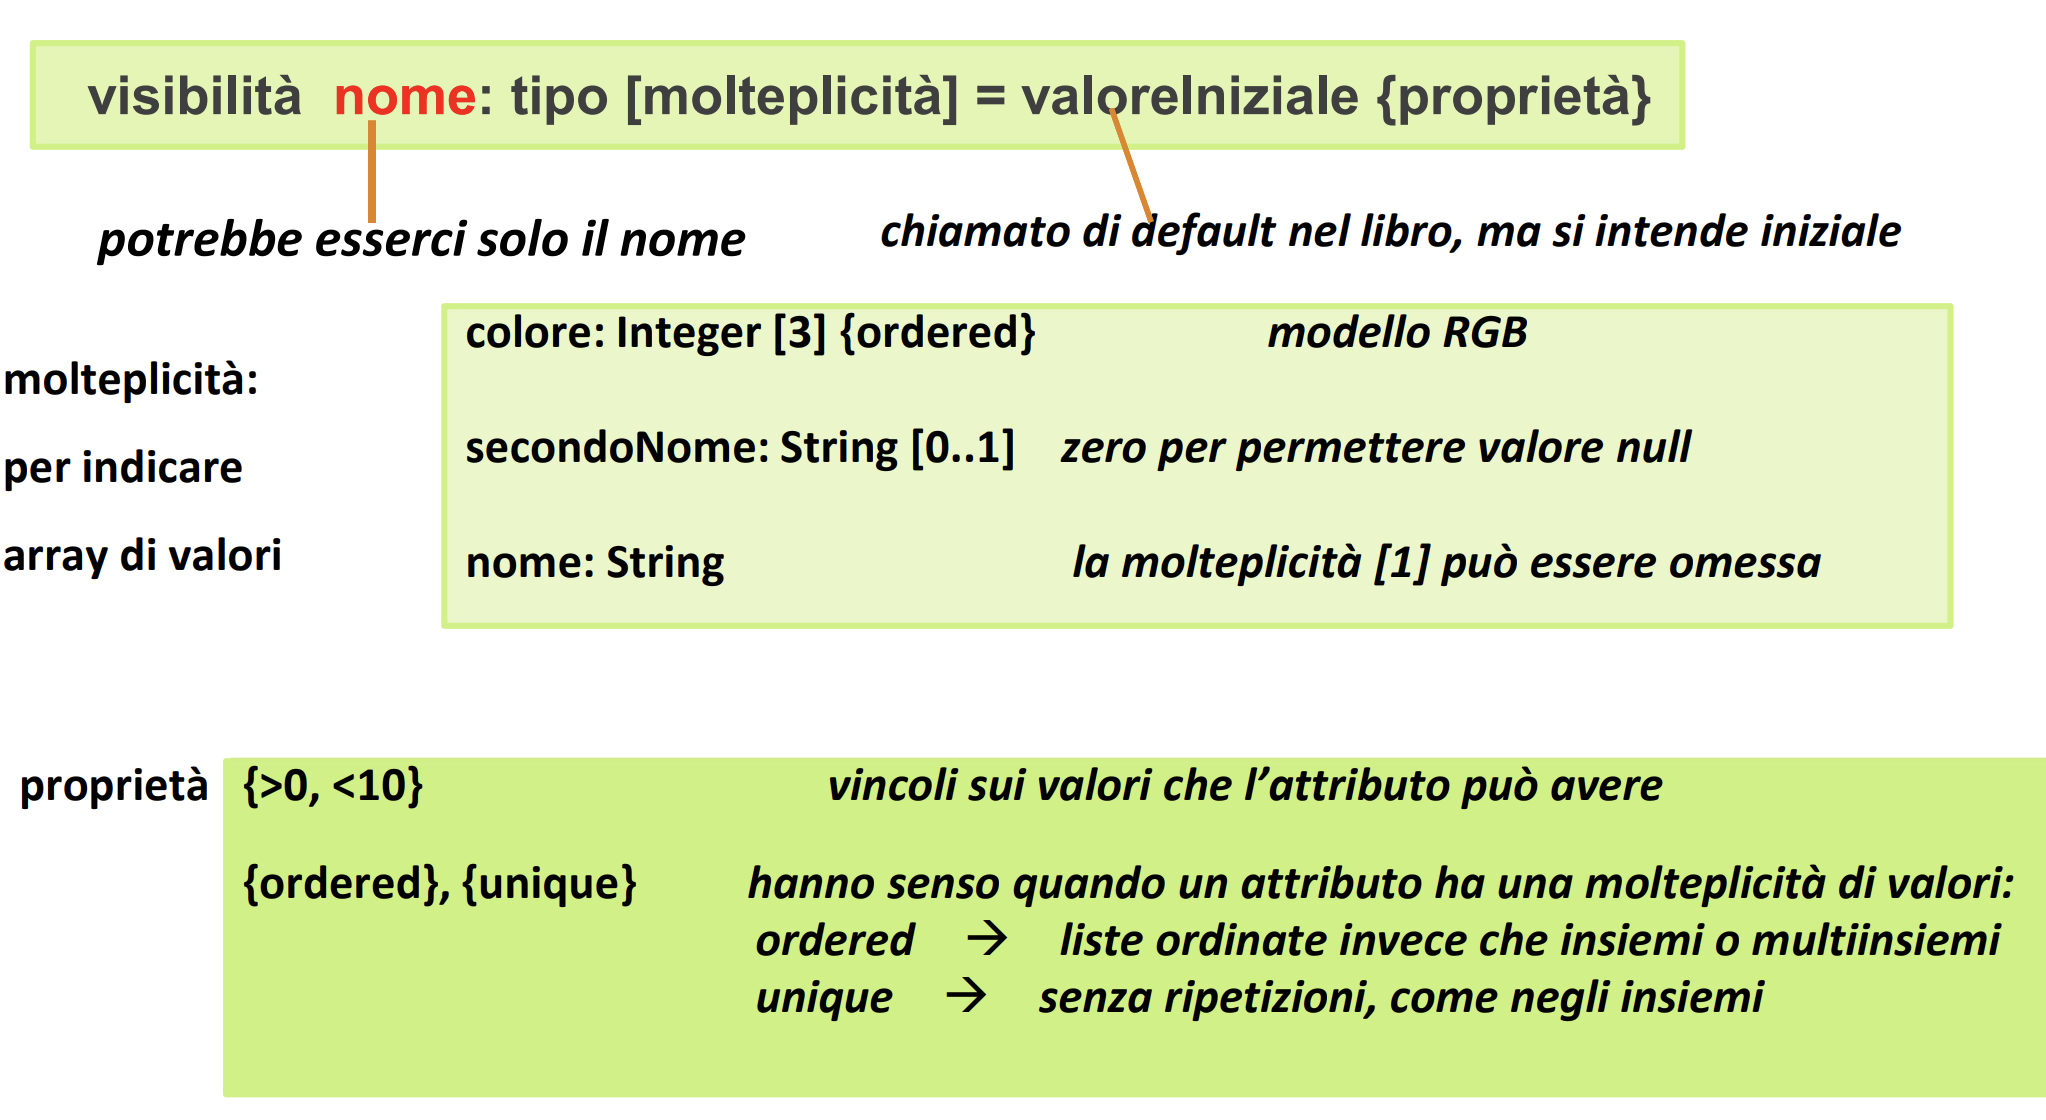 visibilità nome: tipo [molteplicità] = valoreIniziale {proprietà}
potrebbe esserci solo il nome
chiamato di default nel libro, ma si intende iniziale
molteplicità:
per indicare
array di valori
colore: Integer [3] {ordered} modello RGB
secondoNome: String [0..1] zero per permettere valore null
nome: String la molteplicità [1] può essere omessa
proprietà {>0, <10} vincoli sui valori che l’attributo può avere
{ordered}, {unique} hanno senso quando un attributo ha una molteplicità di valori:
ordered → liste ordinate invece che insiemi o multiinsiemi
unique → senza ripetizioni, come negli insiemi